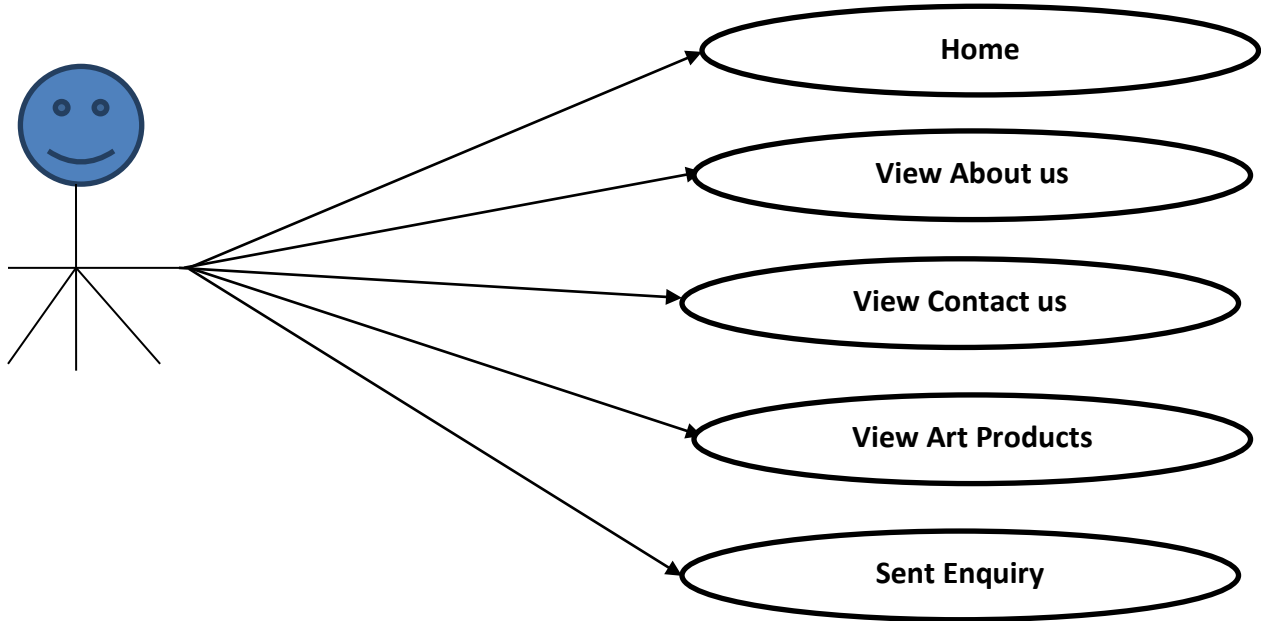 Home
View About us
View Contact us
View Art Products
Sent Enquiry